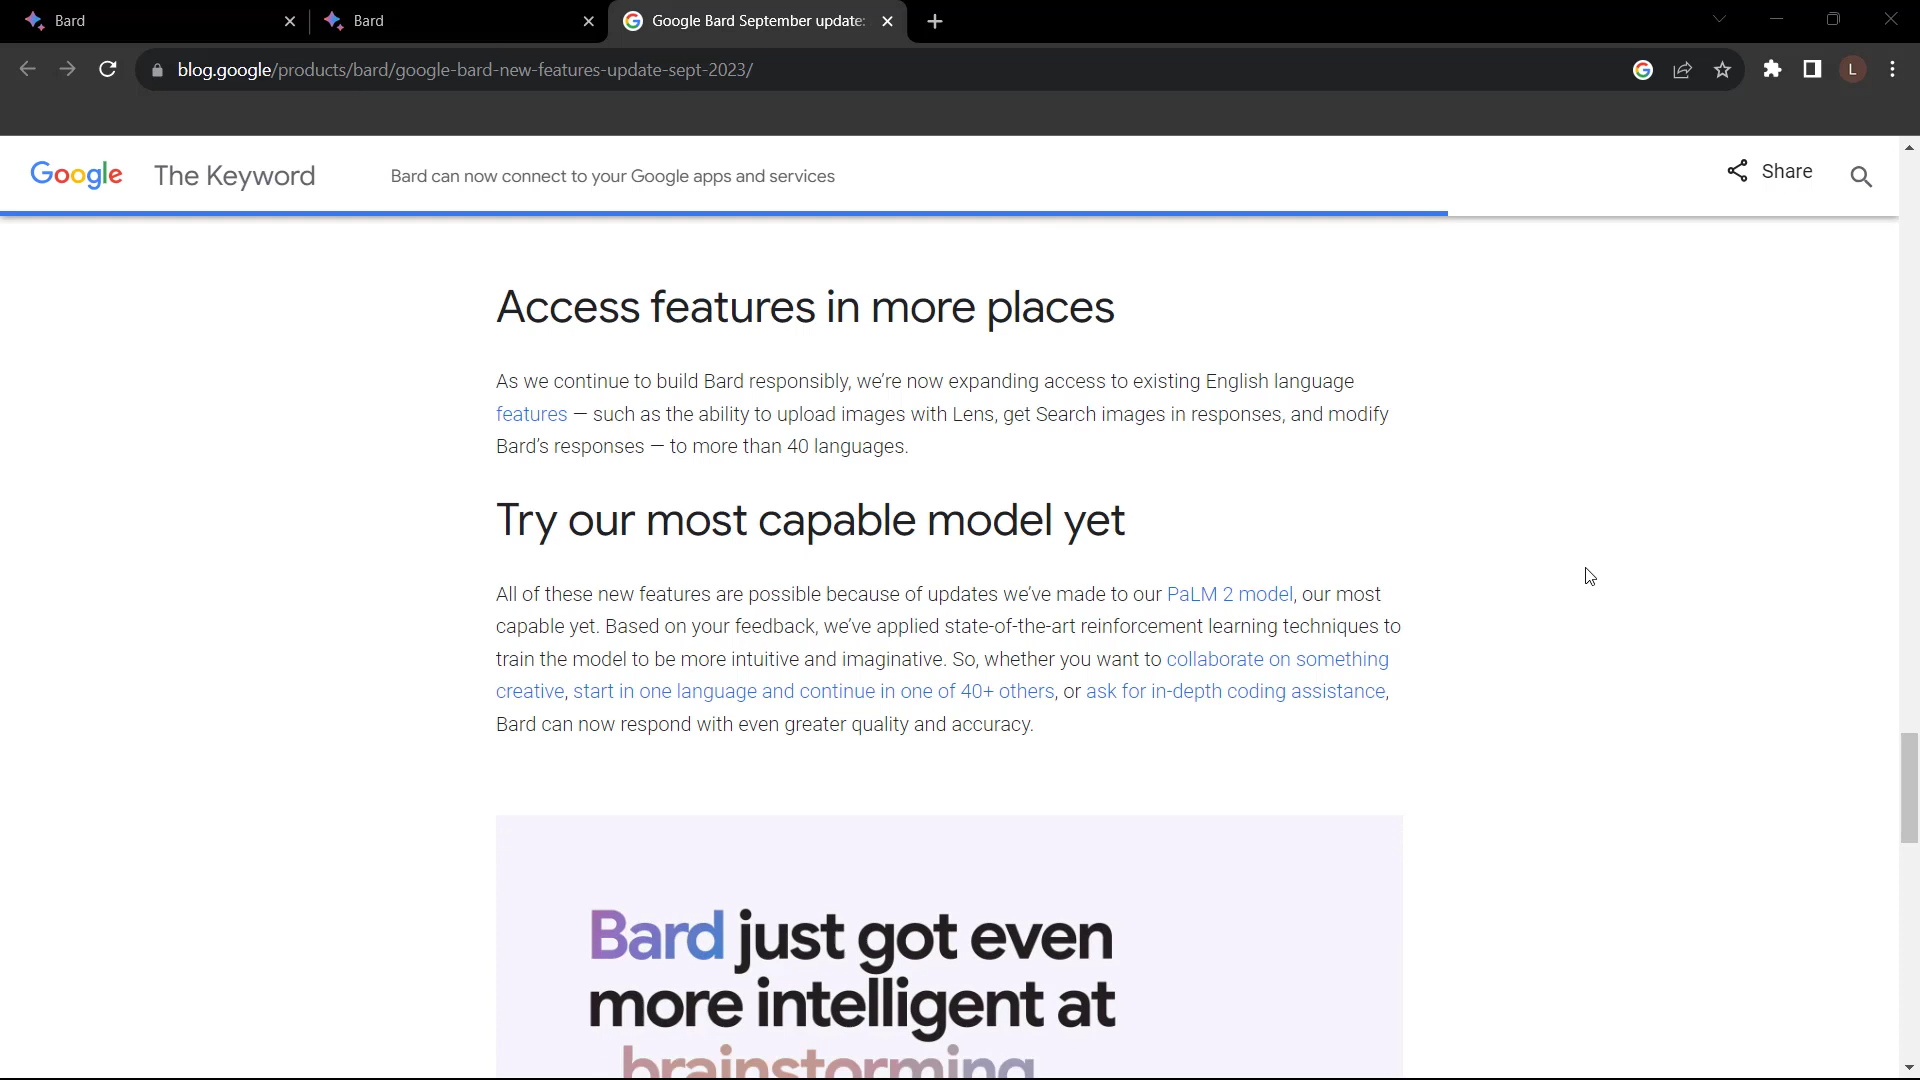 Bard
Bard
Google Bard September update:
blog.google/products/bard/google-bard-new-features-update-sept-2023/
L
Google The Keyword
Bard can now connect to your Google apps and services
Share
Access features in more places
As we continue to build Bard responsibly, we're now expanding access to existing English language
features — such as the ability to upload images with Lens, get Search images in responses, and modify
Bard's responses — to more than 40 languages.
Try our most capable model yet
All of these new features are possible because of updates we've made to our PaLM 2 model, our most
capable yet. Based on your feedback, we've applied state-of-the-art reinforcement learning techniques to
train the model to be more intuitive and imaginative. So, whether you want to collaborate on something
creative, start in one language and continue in one of 40+ others, or ask for in-depth coding assistance,
Bard can now respond with even greater quality and accuracy.
Bard just got even
more intelligent at
brainstorming